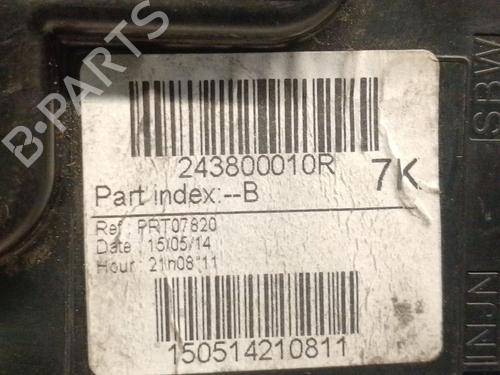 243800010R
7K
Part index:--B
Ref : PRT07820
Date : 15/05/14
Hour : 21h08'11
150514210811
B-PARTS